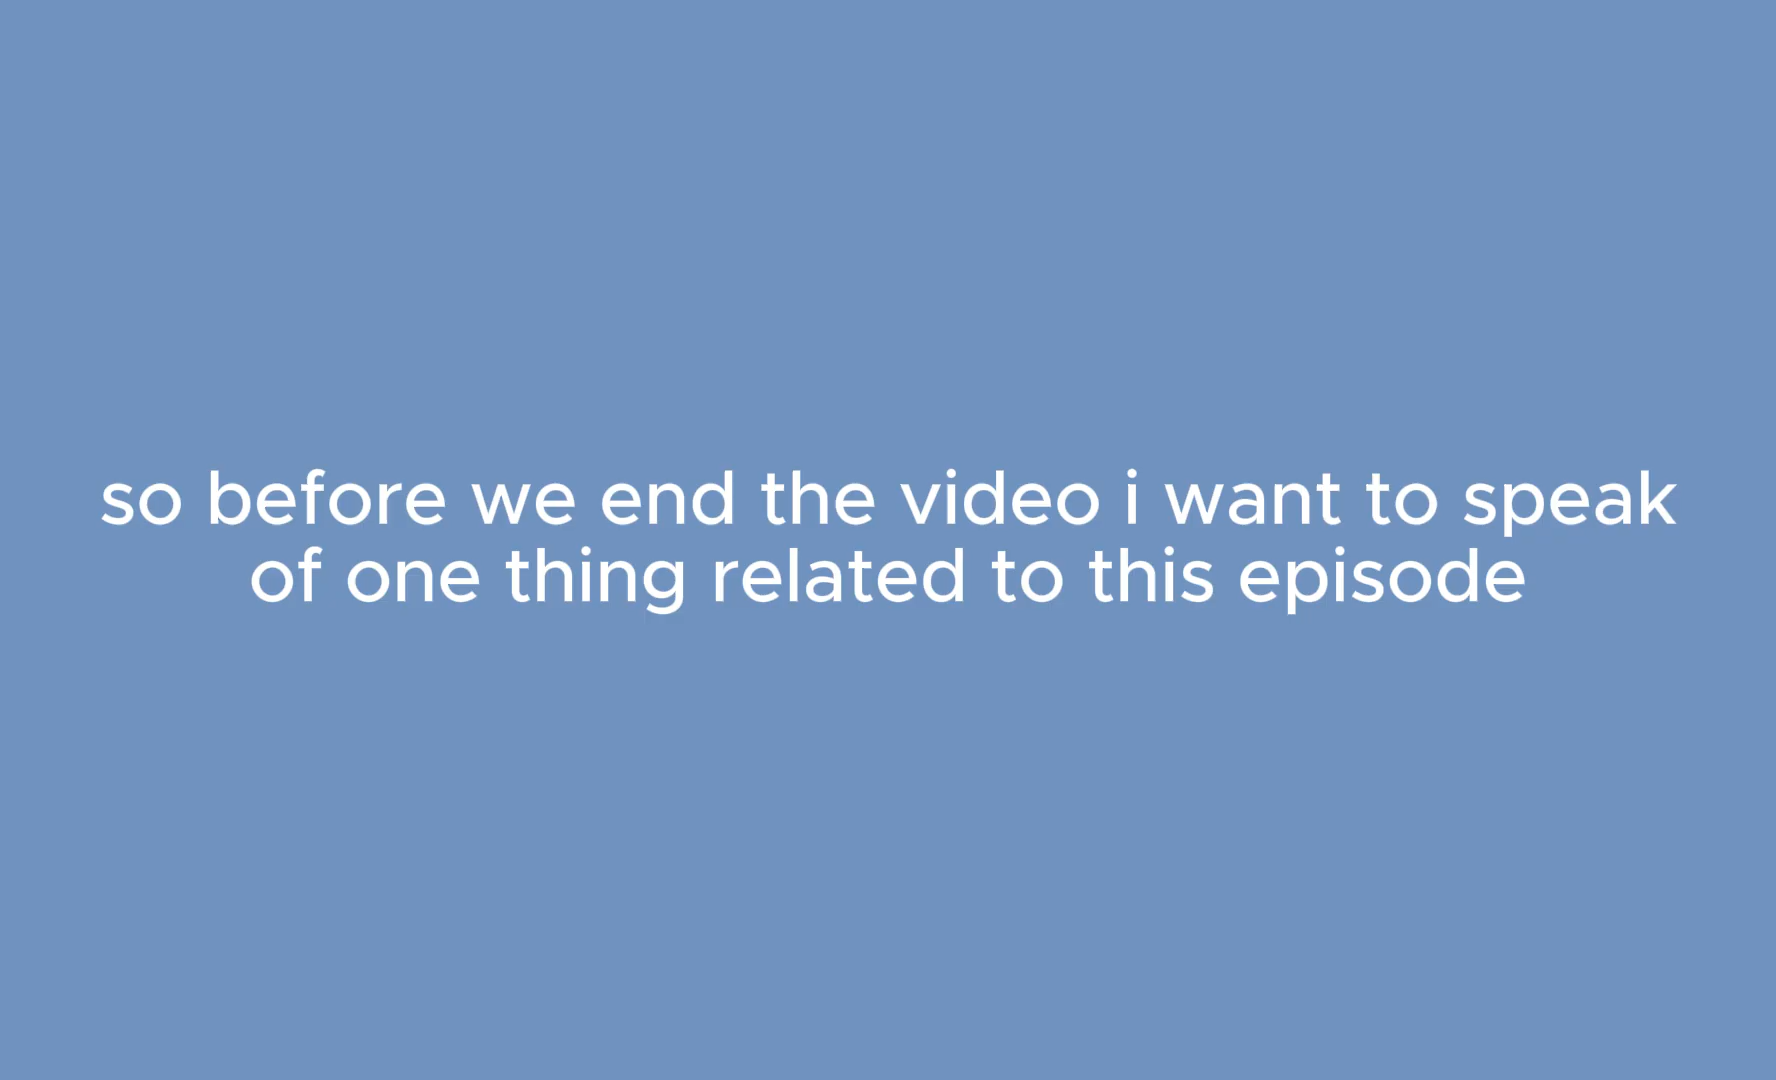 so before we end the video i want to speak
of one thing related to this episode